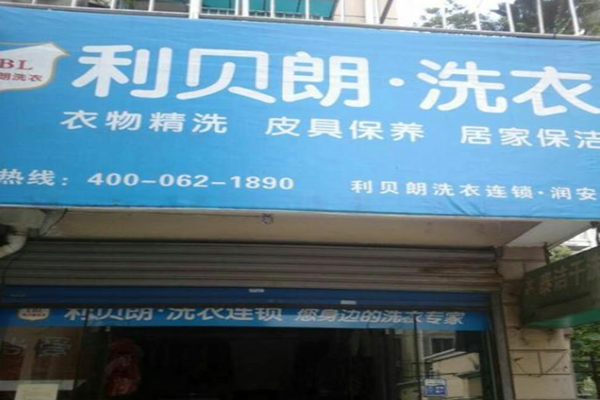 BL
朗洗衣
利贝朗·洗衣
衣物精洗 皮具保养 居家保洁
热线：400-062-1890 利贝朗洗衣连锁·润安
利贝朗·洗衣连锁 您身边的洗衣专家
洁干